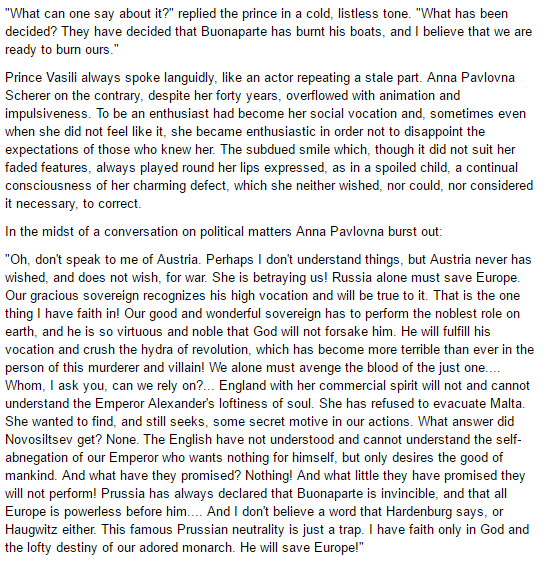 "What can one say about it?" replied the prince in a cold, listless tone. "What has been
decided? They have decided that Buonaparte has burnt his boats, and I believe that we are
ready to burn ours."
Prince Vasili always spoke languidly, like an actor repeating a stale part. Anna Pavlovna
Scherer on the contrary, despite her forty years, overflowed with animation and
impulsiveness. To be an enthusiast had become her social vocation and, sometimes even
when she did not feel like it, she became enthusiastic in order not to disappoint the
expectations of those who knew her. The subdued smile which, though it did not suit her
faded features, always played round her lips expressed, as in a spoiled child, a continual
consciousness of her charming defect, which she neither wished, nor could, nor considered
it necessary, to correct.
In the midst of a conversation on political matters Anna Pavlovna burst out:
"Oh, don't speak to me of Austria. Perhaps I don't understand things, but Austria never has
wished, and does not wish, for war. She is betraying us! Russia alone must save Europe.
Our gracious sovereign recognizes his high vocation and will be true to it. That is the one
thing I have faith in! Our good and wonderful sovereign has to perform the noblest role on
earth, and he is so virtuous and noble that God will not forsake him. He will fulfill his
vocation and crush the hydra of revolution, which has become more terrible than ever in the
person of this murderer and villain! We alone must avenge the blood of the just one....
Whom, I ask you, can we rely on?... England with her commercial spirit will not and cannot
understand the Emperor Alexander's loftiness of soul. She has refused to evacuate Malta.
She wanted to find, and still seeks, some secret motive in our actions. What answer did
Novosiltsev get? None. The English have not understood and cannot understand the self-
abnegation of our Emperor who wants nothing for himself, but only desires the good of
mankind. And what have they promised? Nothing! And what little they have promised they
will not perform! Prussia has always declared that Buonaparte is invincible, and that all
Europe is powerless before him.... And I don't believe a word that Hardenburg says, or
Haugwitz either. This famous Prussian neutrality is just a trap. I have faith only in God and
the lofty destiny of our adored monarch. He will save Europe!"